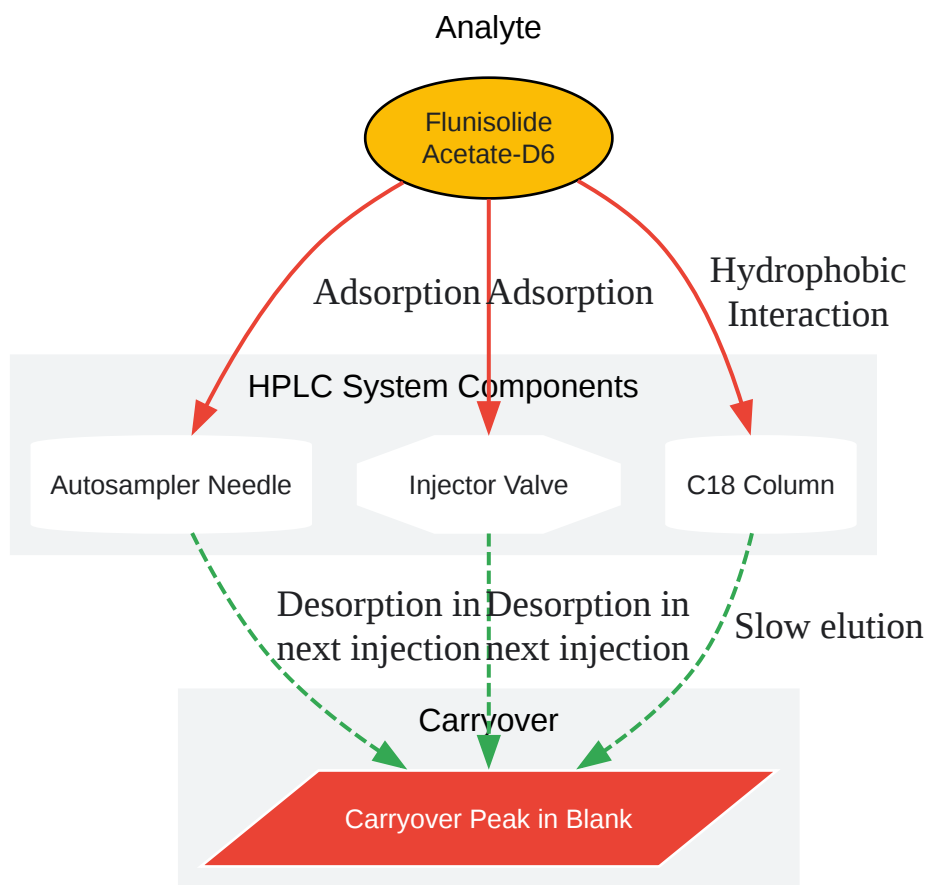 Analyte
Flunisolide
Acetate-D6
Adsorption
Adsorption
Hydrophobic
Interaction
HPLC System Components
Autosampler Needle
Injector Valve
C18 Column
Desorption in
next injection
Desorption in
next injection
Slow elution
Carryover
Carryover Peak in Blank